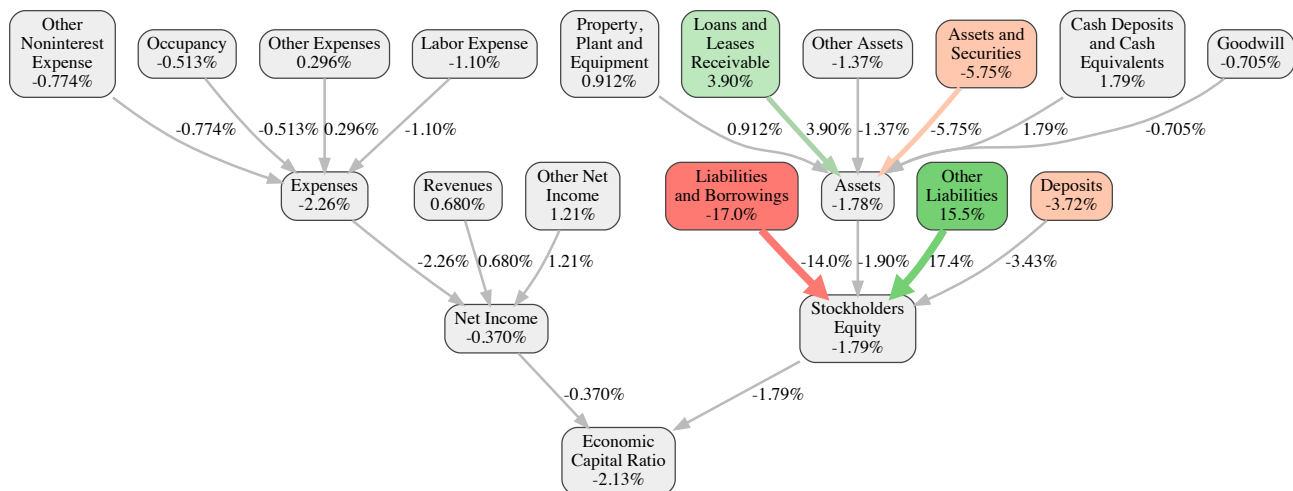 Other
Noninterest
Expense
-0.774%
Occupancy
-0.513%
Other Expenses
0.296%
Labor Expense
-1.10%
Property,
Plant and
Equipment
0.912%
Loans and
Leases
Receivable
3.90%
Other Assets
-1.37%
Assets and
Securities
-5.75%
Cash Deposits
and Cash
Equivalents
1.79%
Goodwill
-0.705%
-0.774%
-0.513%
0.296%
-1.10%
0.912%
3.90%
-1.37%
-5.75%
1.79%
-0.705%
Expenses
-2.26%
Revenues
0.680%
Other Net
Income
1.21%
Liabilities
and Borrowings
-17.0%
Assets
-1.78%
Other
Liabilities
15.5%
Deposits
-3.72%
-2.26%
0.680%
1.21%
-14.0%
-1.90%
17.4%
-3.43%
Net Income
-0.370%
Stockholders
Equity
-1.79%
-0.370%
-1.79%
Economic
Capital Ratio
-2.13%